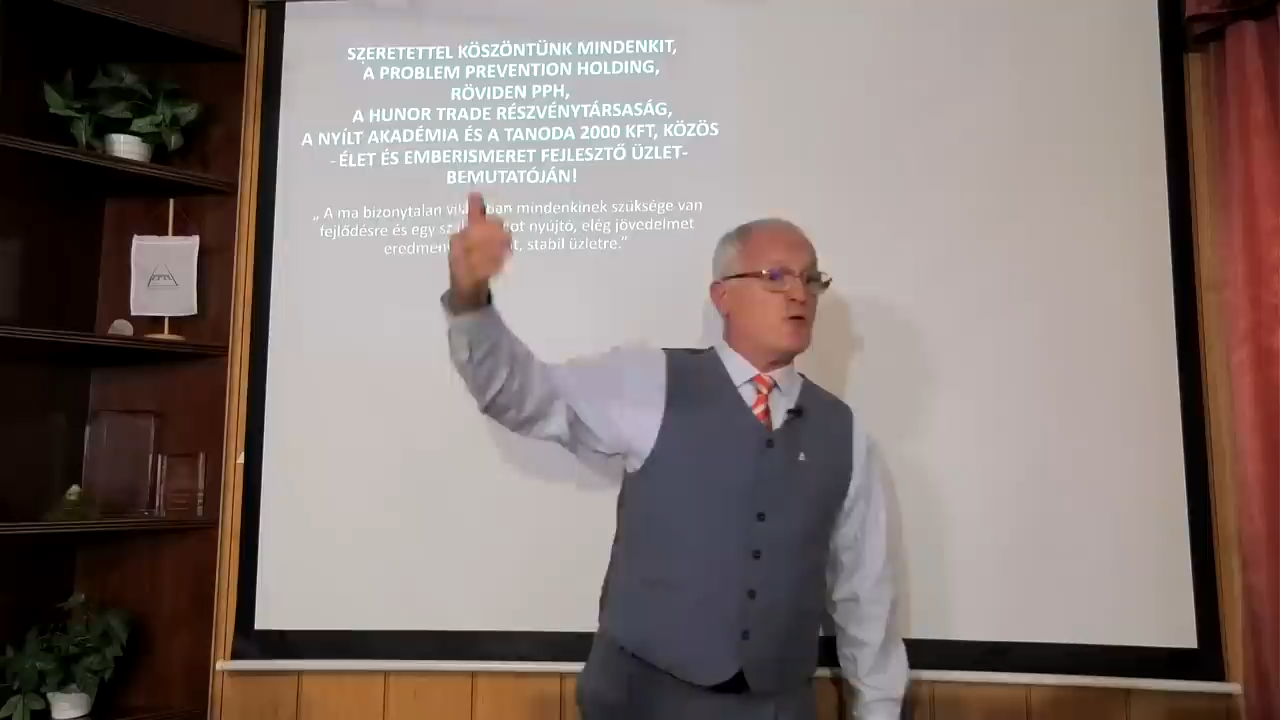 SZERETETTEL KÖSZÖNTÜNK MINDENKIT,
A PROBLEM PREVENTION HOLDING,
RÖVIDEN PPH,
A HUNOR TRADE RÉSZVÉNYTÁRSASÁG,
A NYÍLT AKADÉMIA ÉS A TANODA 2000 KFT, KÖZÖS
- ÉLET ÉS EMBERISMERET FEJLESZTŐ ÜZLET-
BEMUTATÓJÁN!
„ A ma bizonytalan mindenkinek szüksége van
fejlődésre és egy nyújtó, elég jövedelmet
stabil üzletre.”